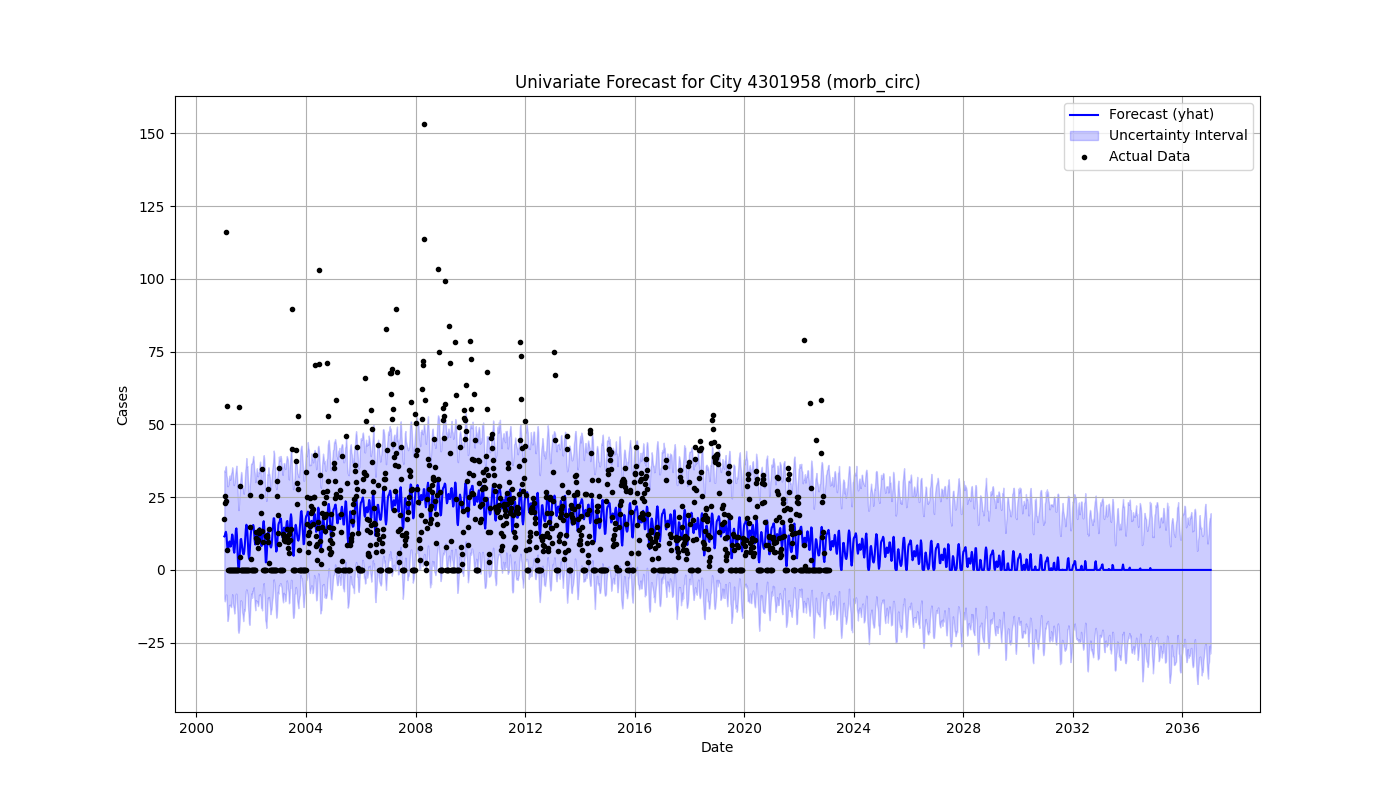 Univariate Forecast for City 4301958 (morb_circ)
Forecast (yhat)
Uncertainty Interval
Actual Data
Cases
150
125
100
75
50
25
0
−25
2000 2004 2008 2012 2016 2020 2024 2028 2032 2036
Date